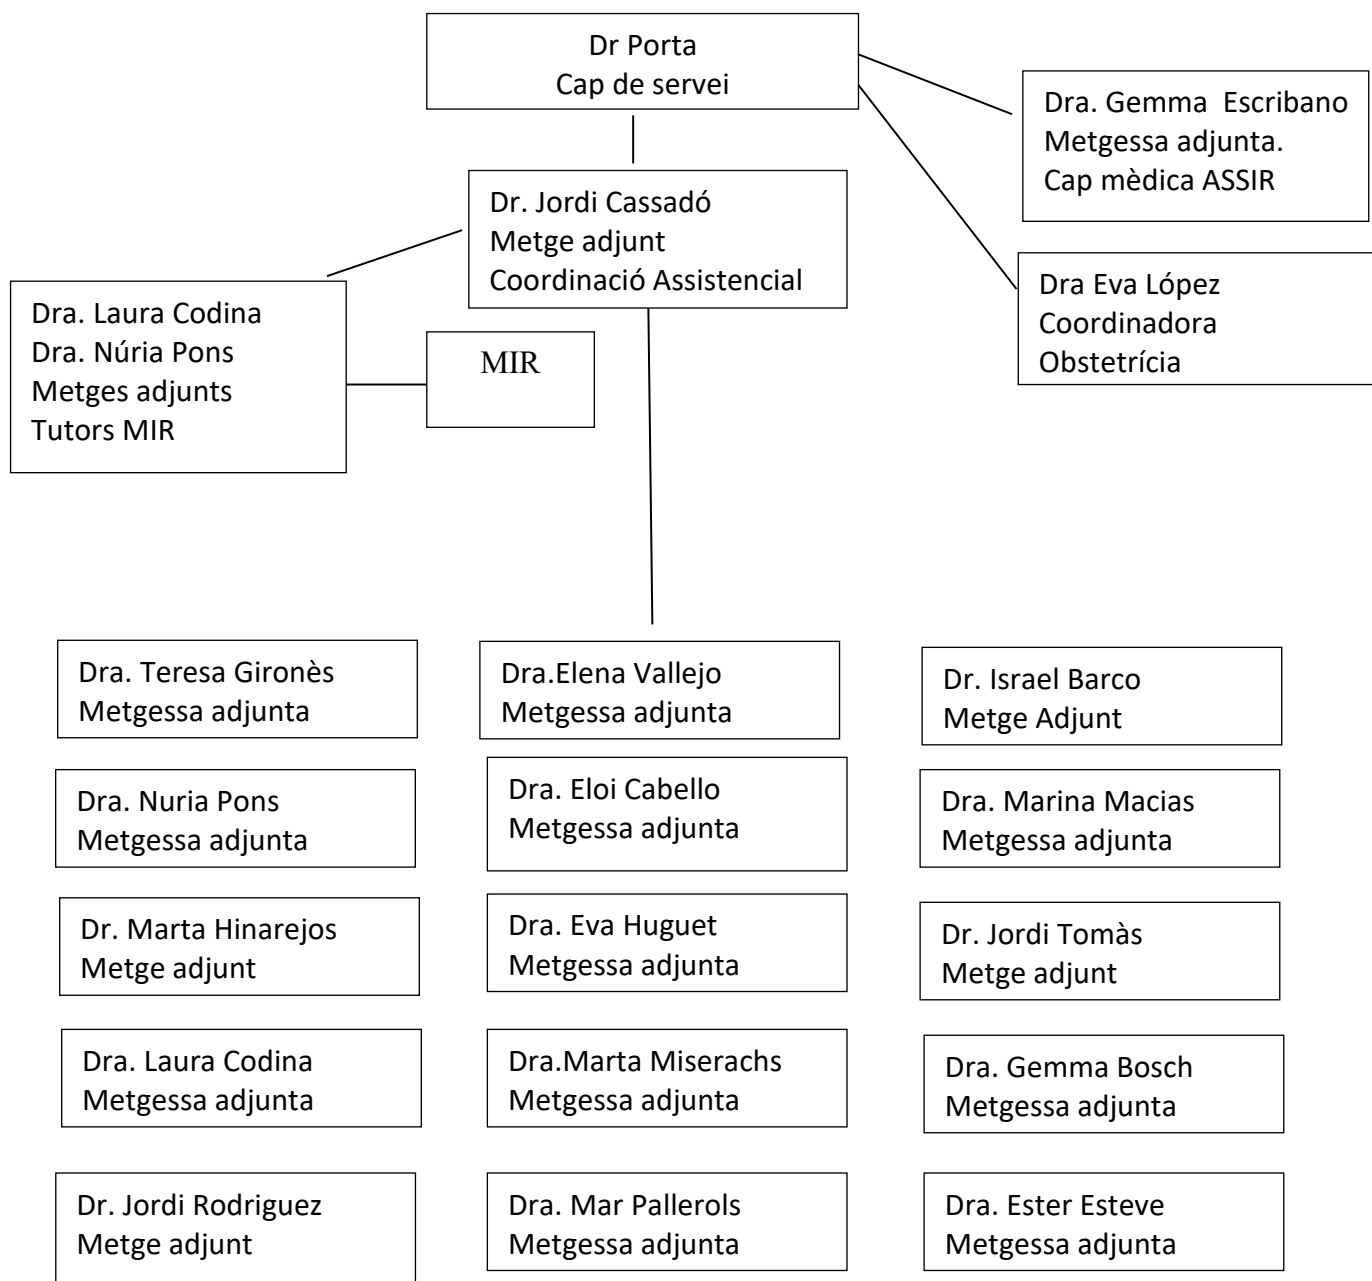 Dr Porta
Cap de servei
Dra. Gemma  Escribano
Metgessa adjunta.
Cap mèdica ASSIR
Dr. Jordi Cassadó
Metge adjunt
Coordinació Assistencial
Dra Eva López
Coordinadora
Obstetrícia
Dra. Laura Codina
Dra. Núria Pons
Metges adjunts
Tutors MIR
MIR
Dra. Teresa Gironès
Metgessa adjunta
Dra.Elena Vallejo
Metgessa adjunta
Dr. Israel Barco
Metge Adjunt
Dra. Nuria Pons
Metgessa adjunta
Dra. Eloi Cabello
Metgessa adjunta
Dra. Marina Macias
Metgessa adjunta
Dr. Marta Hinarejos
Metge adjunt
Dra. Eva Huguet
Metgessa adjunta
Dr. Jordi Tomàs
Metge adjunt
Dra. Laura Codina
Metgessa adjunta
Dra.Marta Miserachs
Metgessa adjunta
Dra. Gemma Bosch
Metgessa adjunta
Dr. Jordi Rodriguez
Metge adjunt
Dra. Mar Pallerols
Metgessa adjunta
Dra. Ester Esteve
Metgessa adjunta